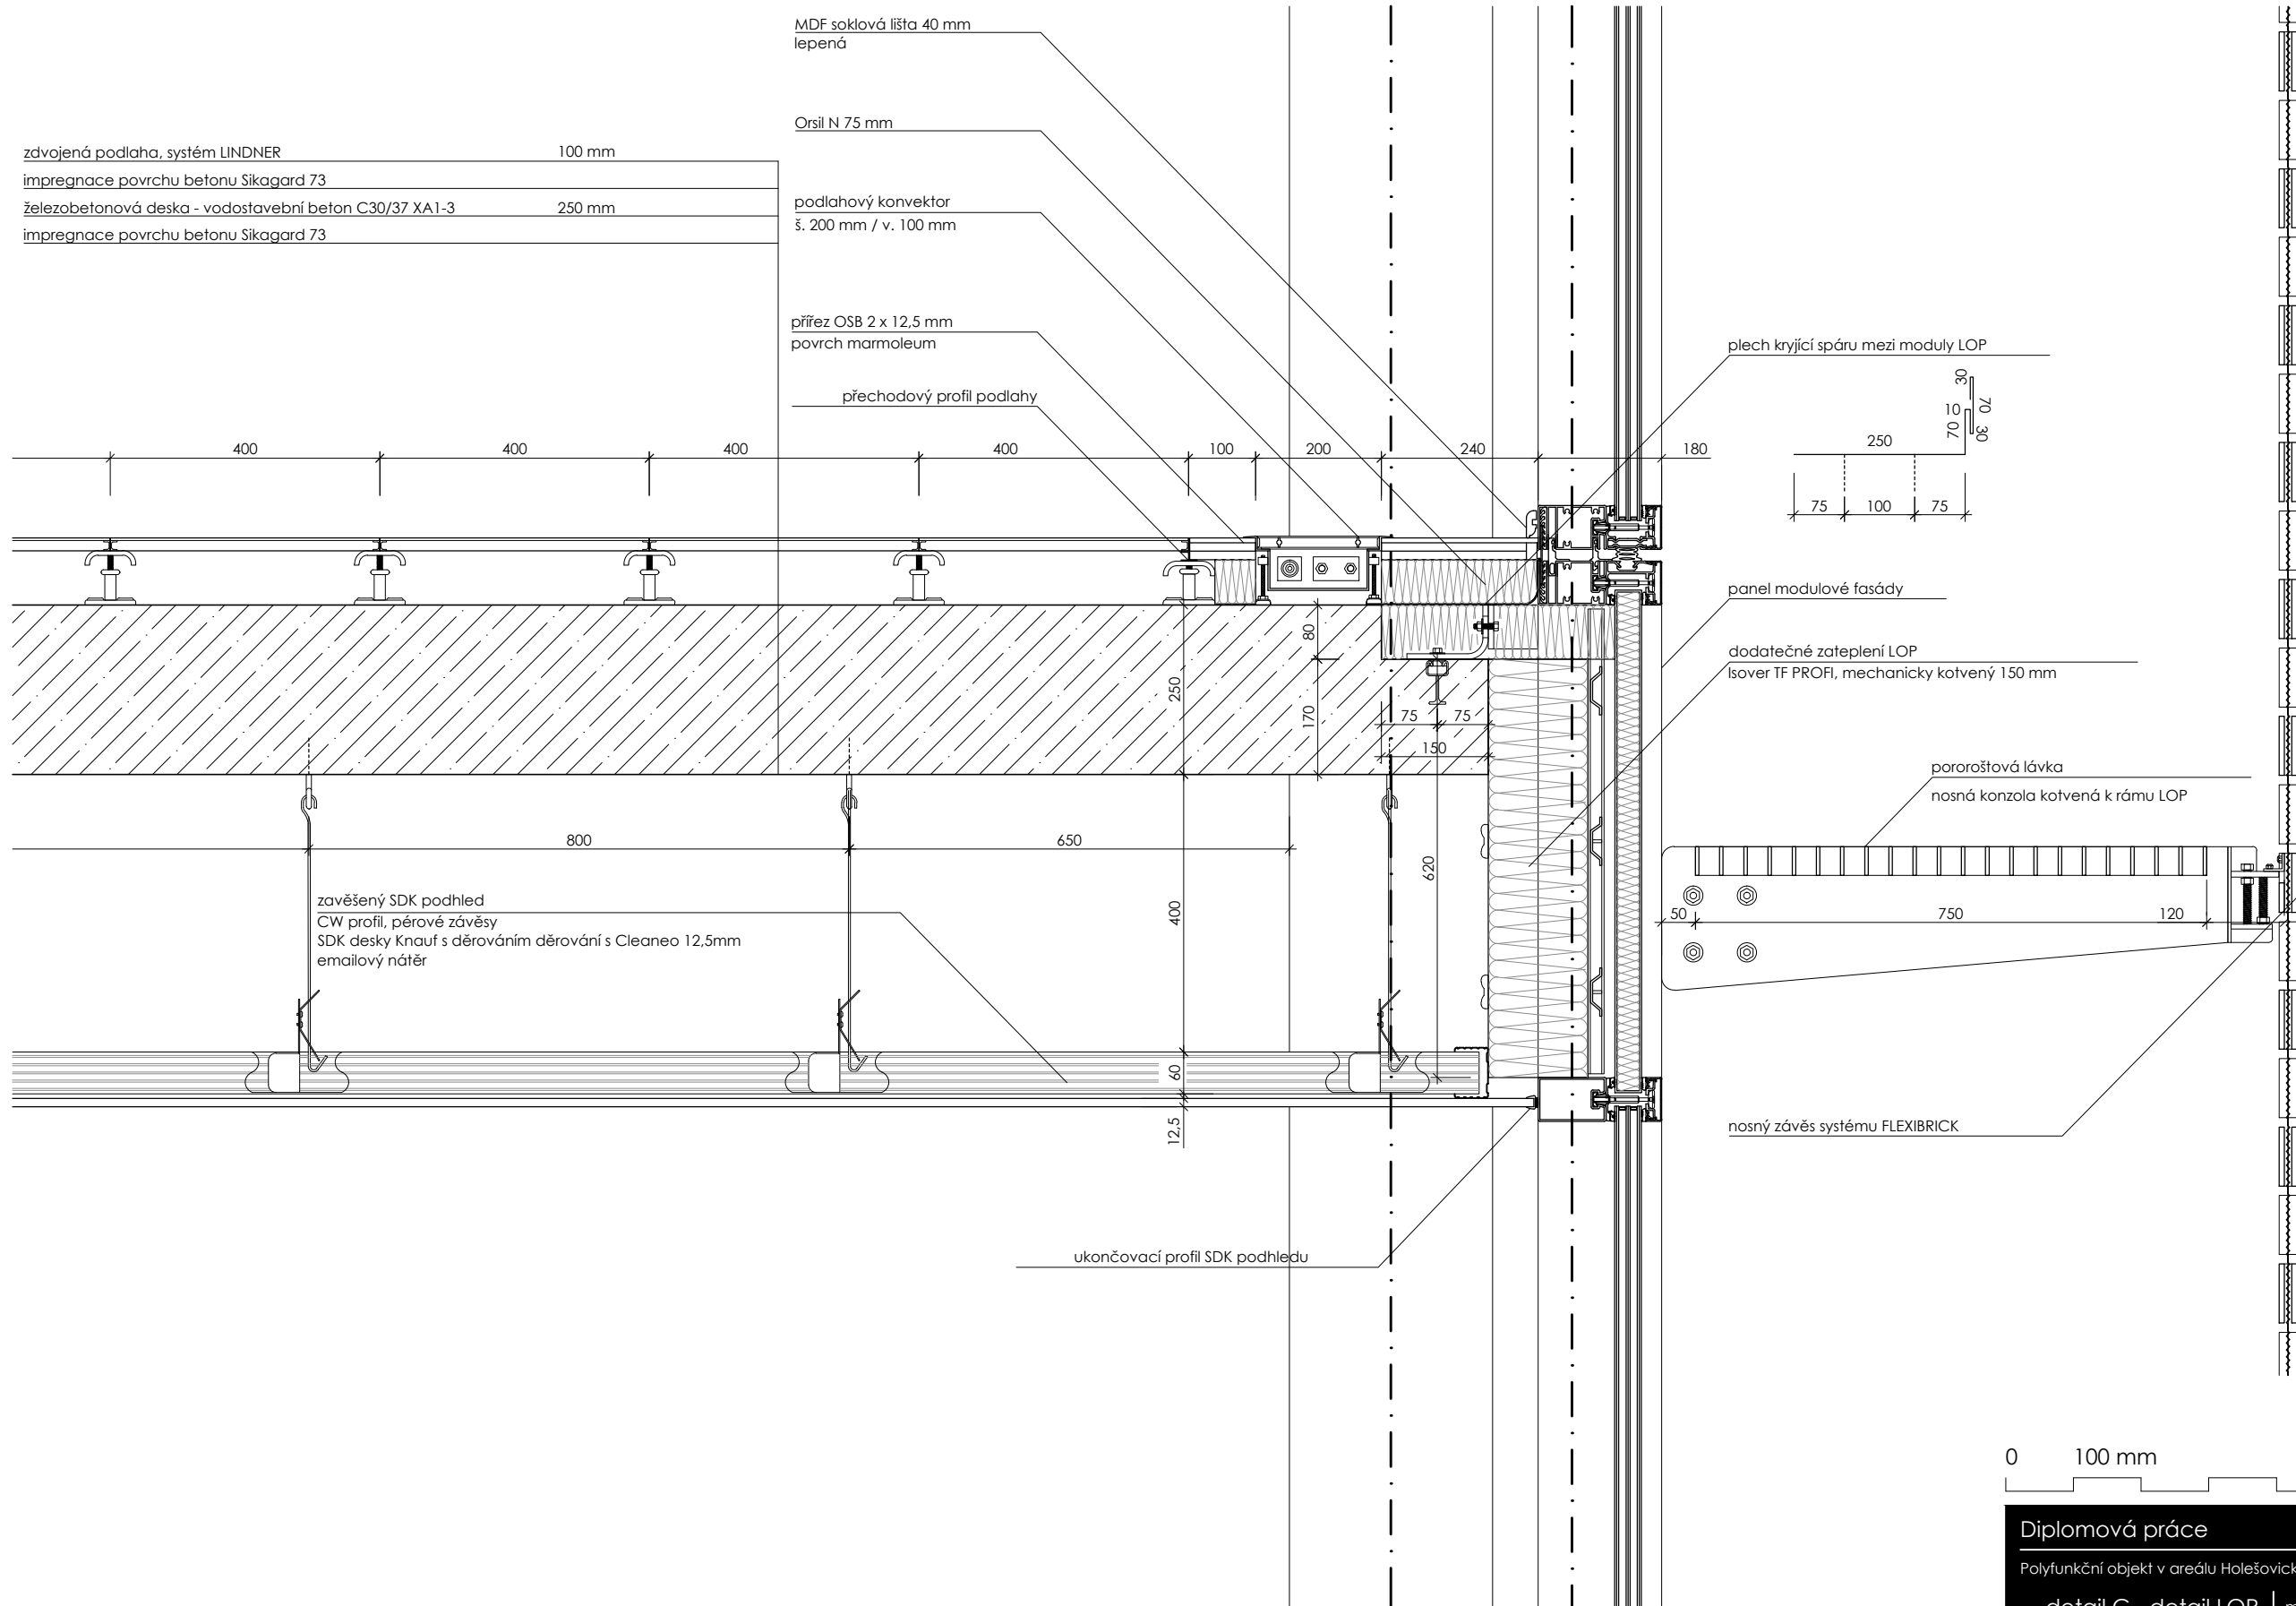 MDF soklová lišta 40 mm
lepená
Orsil N 75 mm
zdvojená podlaha, systém LINDNER 100 mm
impregnace povrchu betonu Sikagard 73
železobetonová deska - vodostavební beton C30/37 XA1-3 250 mm
impregnace povrchu betonu Sikagard 73
podlahový konvektor
š. 200 mm / v. 100 mm
přířez OSB 2 x 12,5 mm
povrch marmoleum
přechodový profil podlahy
plech kryjící spáru mezi moduly LOP
30
70
10
70
30
250
75 100 75
400 400 400 400 100 200 240 180
panel modulové fasády
dodatečné zateplení LOP
Isover TF PROFI, mechanicky kotvený 150 mm
80
250
170
75 75
150
pororoštová lávka
nosná konzola kotvená k rámu LOP
800 650
620
zavěšený SDK podhled
CW profil, pérové závěsy
SDK desky Knauf s děrováním děrování s Cleaneo 12,5mm
emailový nátěr
400
50 750 120
60
12,5
nosný závěs systému FLEXIBRICK
ukončovací profil SDK podhledu
0 100 mm
Diplomová práce
Polyfunkční objekt v areálu Holešovick
detail C - detail LOP